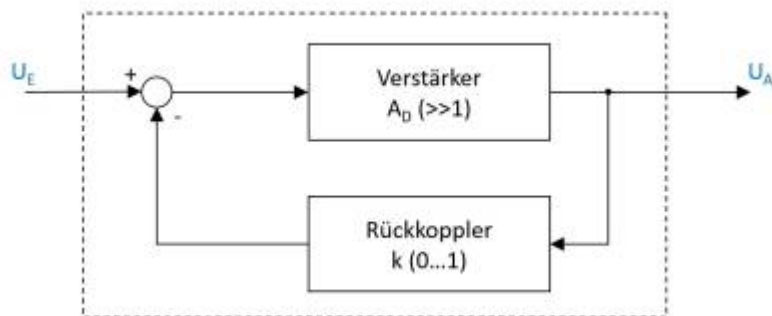 U_E
+
-
Verstärker
A_D (>>1)
U_A
Rückkoppler
k (0...1)